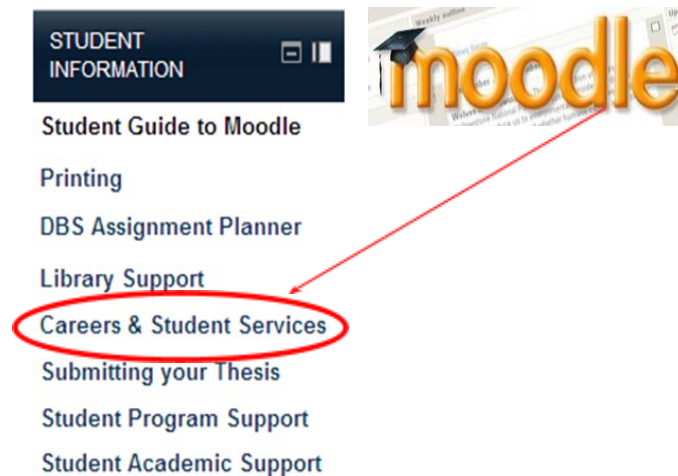 STUDENT
INFORMATION
moodle
Student Guide to Moodle
Printing
DBS Assignment Planner
Library Support
Careers & Student Services
Submitting your Thesis
Student Program Support
Student Academic Support